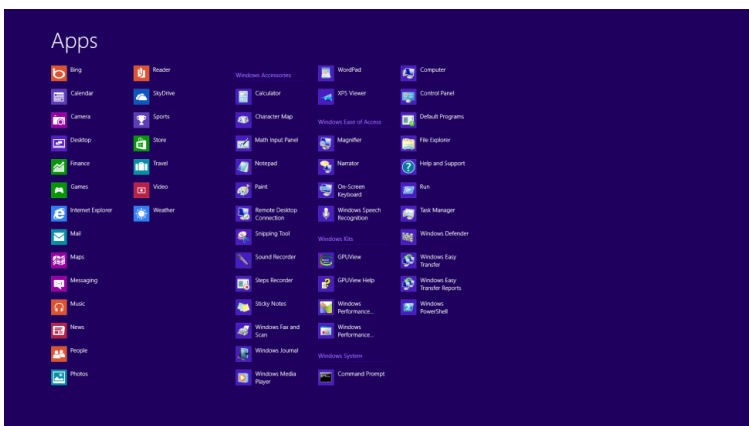 Apps
Bing
Calendar
Camera
Desktop
Finance
Games
Internet Explorer
Mail
Maps
Messaging
Music
News
People
Photos
Reader
SkyDrive
Sports
Store
Travel
Video
Weather
Windows Accessories
Calculator
Character Map
Math Input Panel
Notepad
Paint
Remote Desktop
Connection
Snipping Tool
Sound Recorder
Steps Recorder
Sticky Notes
Windows Fax and
Scan
Windows Journal
Windows Media
Player
WordPad
XPS Viewer
Windows Ease of Access
Magnifier
Narrator
On-Screen
Keyboard
Windows Speech
Recognition
Windows Kits
GPUView
GPUView Help
Windows
Performance...
Windows
Performance...
Windows System
Command Prompt
Computer
Control Panel
Default Programs
File Explorer
Help and Support
Run
Task Manager
Windows Defender
Windows Easy
Transfer
Windows Easy
Transfer Reports
Windows
PowerShell